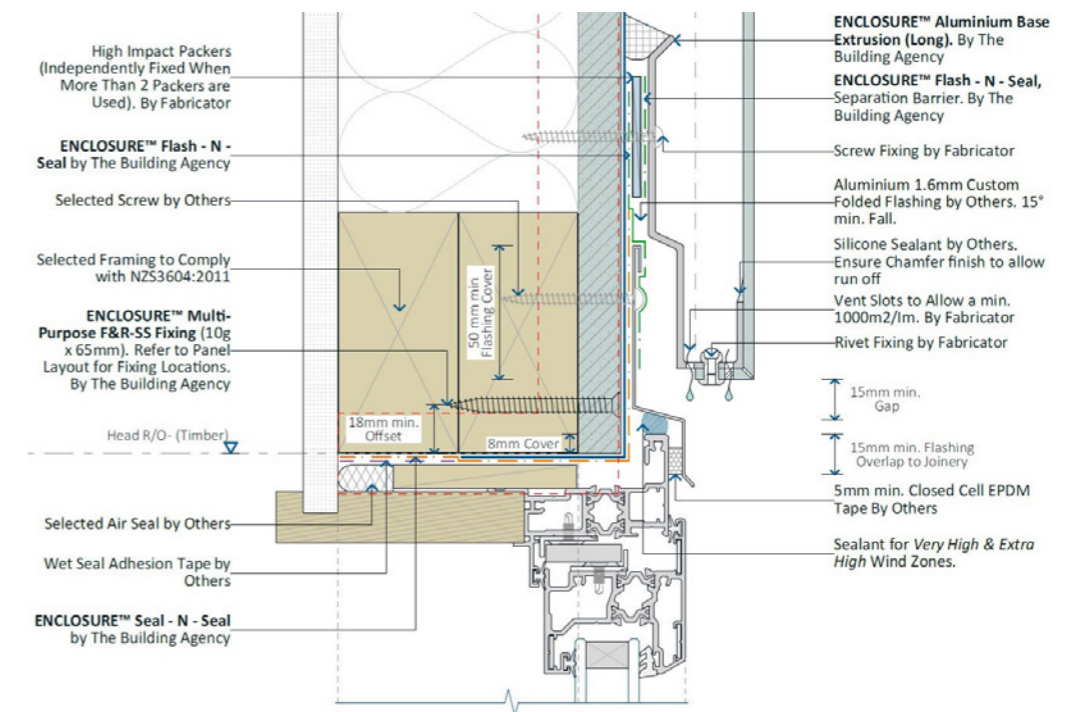 High Impact Packers
(Independently Fixed When
More Than 2 Packers are
Used). By Fabricator
ENCLOSURE™ Flash - N -
Seal by The Building Agency
Selected Screw by Others
Selected Framing to Comply
with NZS3604:2011
ENCLOSURE™ Multi-
Purpose F&R-SS Fixing (10g
x 65mm). Refer to Panel
Layout for Fixing Locations.
By The Building Agency
Head R/O- (Timber)
Selected Air Seal by Others
Wet Seal Adhesion Tape by
Others
ENCLOSURE™ Seal - N - Seal
by The Building Agency
50 mm min
Flashing Cover
18mm min.
Offset
8mm Cover
ENCLOSURE™ Aluminium Base
Extrusion (Long). By The
Building Agency
ENCLOSURE™ Flash - N - Seal,
Separation Barrier. By The
Building Agency
Screw Fixing by Fabricator
Aluminium 1.6mm Custom
Folded Flashing by Others. 15°
min. Fall.
Silicone Sealant by Others.
Ensure Chamfer finish to allow
run off
Vent Slots to Allow a min.
1000m2/lm. By Fabricator
Rivet Fixing by Fabricator
15mm min.
Gap
15mm min. Flashing
Overlap to Joinery
5mm min. Closed Cell EPDM
Tape By Others
Sealant for Very High & Extra
High Wind Zones.